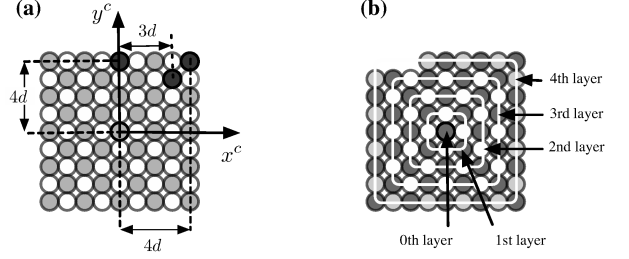 (a)
y^c
3d
4d
x^c
4d
(b)
4th layer
3rd layer
2nd layer
0th layer
1st layer